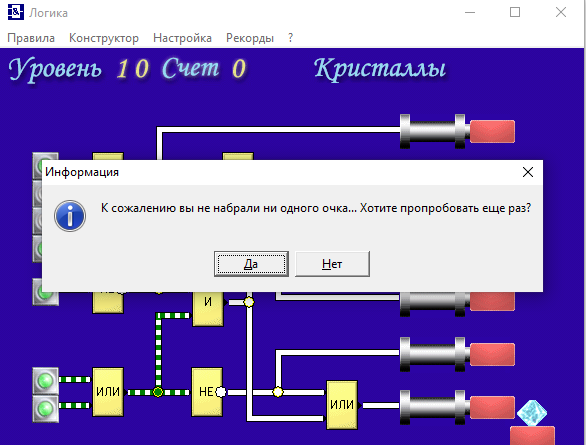 Логика
Правила Конструктор Настройка Рекорды ?
Уровень 10 Счет 0 Кристаллы
Информация
К сожалению вы не набрали ни одного очка... Хотите пропробовать еще раз?
Да Нет
И
ИЛИ НЕ
ИЛИ